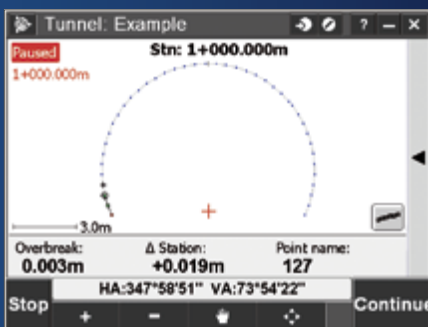 Tunnel: Example ? — ×
Paused Stn: 1+000.000m
1+000.000m
3.0m
Overbreak: Δ Station: Point name:
0.003m +0.019m 127
HA:347°58'51" VA:73°54'22"
Stop Continue
+ −